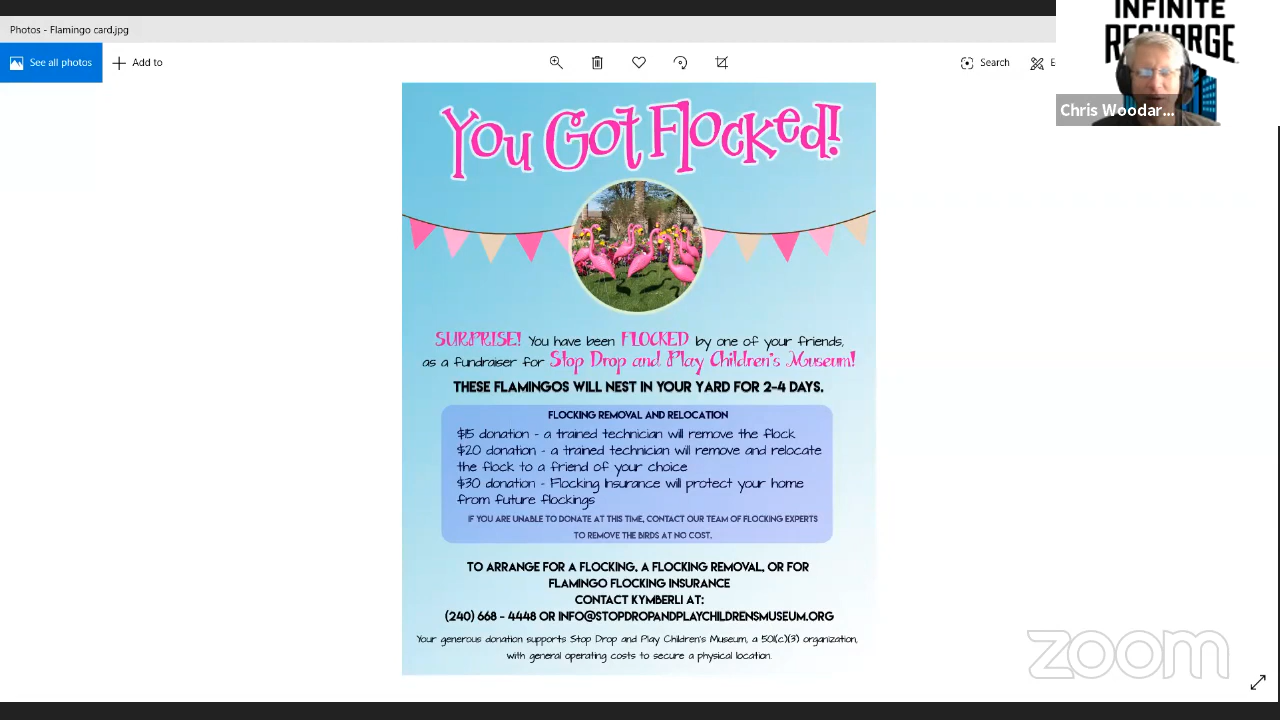 Photos - Flamingo card.jpg
See all photos
Add to
Search
INFINITE
RECHARGE
Chris Woodar...
You Got Flocked!
SURPRISE! You have been FLOCKED by one of your friends,
as a fundraiser for Stop Drop and Play Children's Museum!
THESE FLAMINGOS WILL NEST IN YOUR YARD FOR 2-4 DAYS.
FLOCKING REMOVAL AND RELOCATION
$15 donation - a trained technician will remove the flock
$20 donation - a trained technician will remove and relocate
the flock to a friend of your choice
$30 donation - Flocking Insurance will protect your home
from future flockings
IF YOU ARE UNABLE TO DONATE AT THIS TIME, CONTACT OUR TEAM OF FLOCKING EXPERTS
TO REMOVE THE BIRDS AT NO COST.
TO ARRANGE FOR A FLOCKING, A FLOCKING REMOVAL, OR FOR
FLAMINGO FLOCKING INSURANCE
CONTACT KYMBERLI AT:
(240) 668 - 4448 OR INFO@STOPDROPANDPLAYCHILDRENSMUSEUM.ORG
Your generous donation supports Stop Drop and Play Children's Museum, a 501(c)(3) organization,
with general operating costs to secure a physical location.
zoom